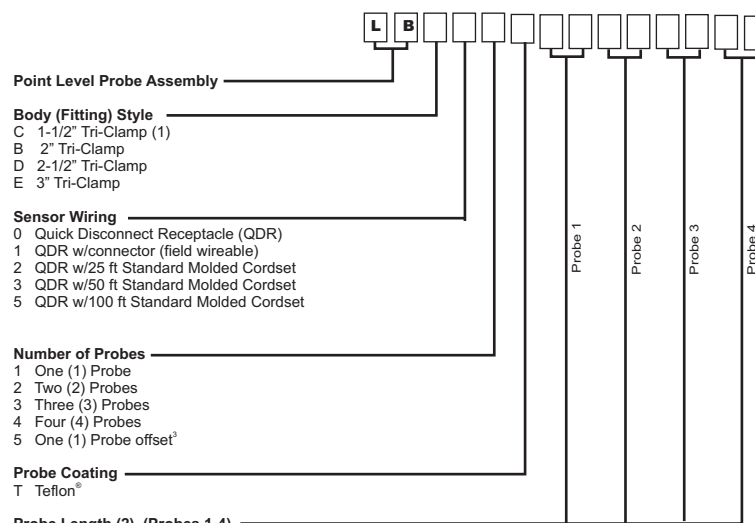 L B
Point Level Probe Assembly
Body (Fitting) Style
C 1-1/2” Tri-Clamp (1)
B 2” Tri-Clamp
D 2-1/2” Tri-Clamp
E 3” Tri-Clamp
Sensor Wiring
0 Quick Disconnect Receptacle (QDR)
1 QDR w/connector (field wireable)
2 QDR w/25 ft Standard Molded Cordset
3 QDR w/50 ft Standard Molded Cordset
5 QDR w/100 ft Standard Molded Cordset
Number of Probes
1 One (1) Probe
2 Two (2) Probes
3 Three (3) Probes
4 Four (4) Probes
5 One (1) Probe offset³
Probe Coating
T Teflon®
Probe Length (2) (Probes 1-4)
Probe 1
Probe 2
Probe 3
Probe 4